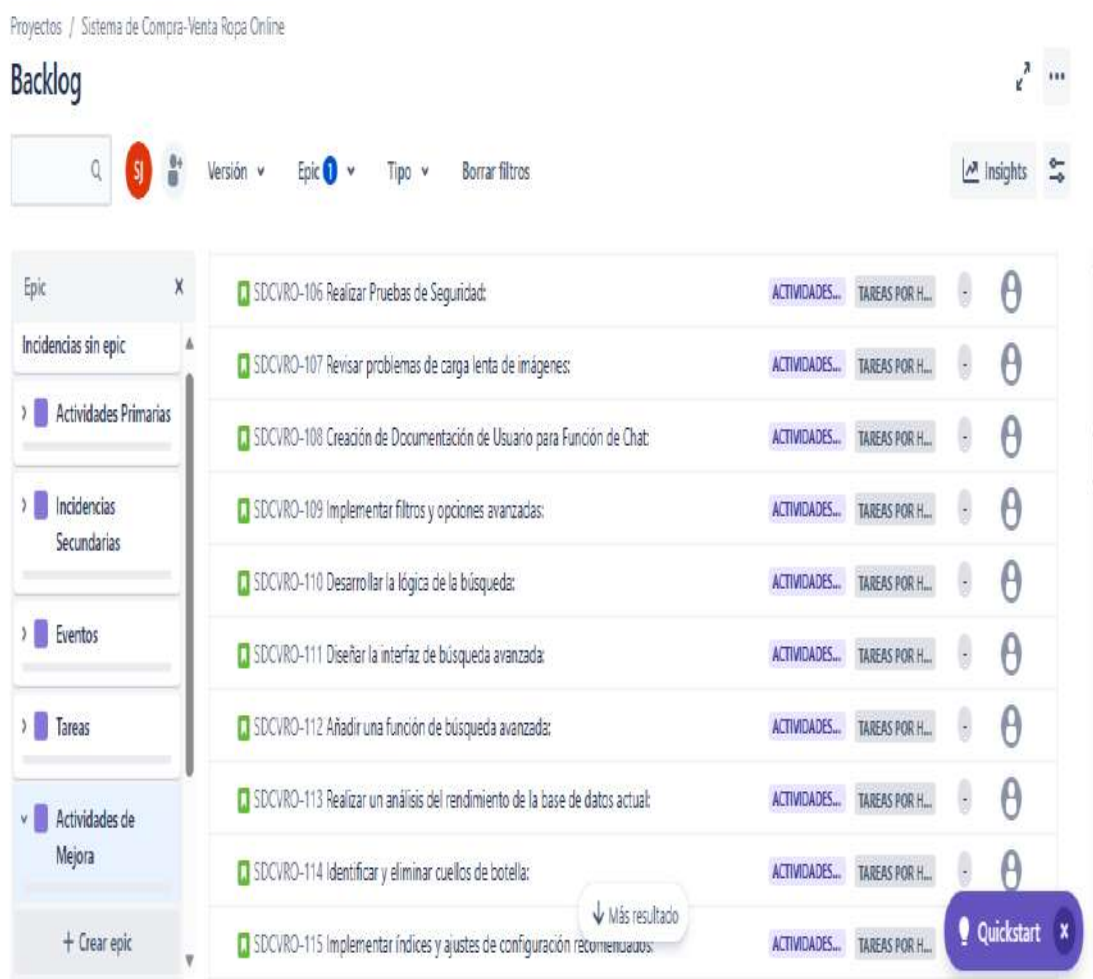 Proyectos / Sistema de Compra-Venta Ropa Online
Backlog
SJ
Versión
Epic 1
Tipo
Borrar filtros
Insights
Epic X
Incidencias sin epic
Actividades Primarias
Incidencias
Secundarias
Eventos
Tareas
Actividades de
Mejora
+ Crear epic
SDCVRO-106 Realizar Pruebas de Seguridad: ACTIVIDADES... TAREAS POR H... -
SDCVRO-107 Revisar problemas de carga lenta de imágenes: ACTIVIDADES... TAREAS POR H... -
SDCVRO-108 Creación de Documentación de Usuario para Función de Chat: ACTIVIDADES... TAREAS POR H... -
SDCVRO-109 Implementar filtros y opciones avanzadas: ACTIVIDADES... TAREAS POR H... -
SDCVRO-110 Desarrollar la lógica de la búsqueda: ACTIVIDADES... TAREAS POR H... -
SDCVRO-111 Diseñar la interfaz de búsqueda avanzada: ACTIVIDADES... TAREAS POR H... -
SDCVRO-112 Añadir una función de búsqueda avanzada: ACTIVIDADES... TAREAS POR H... -
SDCVRO-113 Realizar un análisis del rendimiento de la base de datos actual: ACTIVIDADES... TAREAS POR H... -
SDCVRO-114 Identificar y eliminar cuellos de botella: ACTIVIDADES... TAREAS POR H... -
SDCVRO-115 Implementar índices y ajustes de configuración recomendados: ACTIVIDADES... TAREAS POR H...
Más resultado
Quickstart x